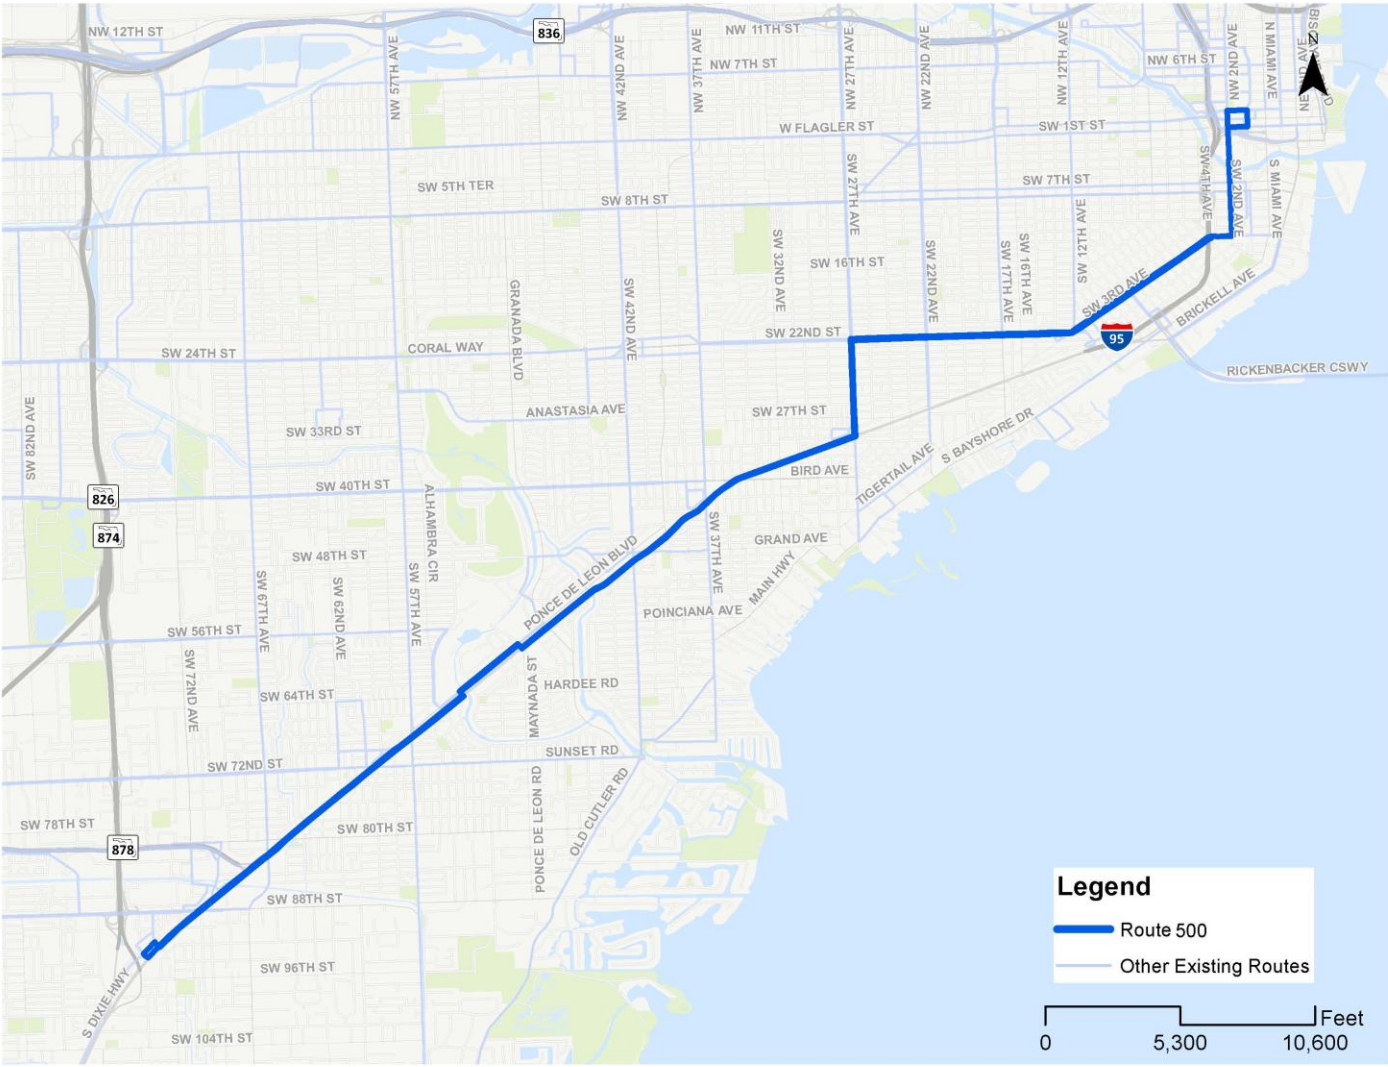 NW 12TH ST
836
NW 57TH AVE
NW 42ND AVE
NW 37TH AVE
NW 11TH ST
NW 7TH ST
NW 27TH AVE
NW 22ND AVE
NW 12TH AVE
NW 6TH ST
NW 2ND AVE
N MIAMI AVE
N
W FLAGLER ST
SW 1ST ST
SW 5TH TER
SW 8TH ST
SW 7TH ST
SW 27TH AVE
SW 4TH AVE
SW 2ND AVE
S MIAMI AVE
SW 32ND AVE
SW 16TH ST
SW 22ND AVE
SW 17TH AVE
SW 16TH AVE
SW 12TH AVE
SW 3RD AVE
BRICKELL AVE
GRANADA BLVD
SW 42ND AVE
SW 24TH ST
CORAL WAY
SW 22ND ST
95
RICKENBACKER CSWY
SW 82ND AVE
ANASTASIA AVE
SW 27TH ST
SW 33RD ST
S BAYSHORE DR
TIGERTAIL AVE
BIRD AVE
SW 40TH ST
826
874
ALHAMBRA CIR
SW 37TH AVE
GRAND AVE
MAIN HWY
SW 48TH ST
PONCE DE LEON BLVD
SW 67TH AVE
SW 62ND AVE
SW 57TH AVE
POINCIANA AVE
SW 56TH ST
SW 72ND AVE
MAYNADA ST
HARDEE RD
SW 64TH ST
SUNSET RD
SW 72ND ST
PONCE DE LEON RD
OLD CUTLER RD
SW 78TH ST
SW 80TH ST
878
SW 88TH ST
SW 96TH ST
S DIXIE HWY
SW 104TH ST
Legend
Route 500
Other Existing Routes
Feet
0 5,300 10,600